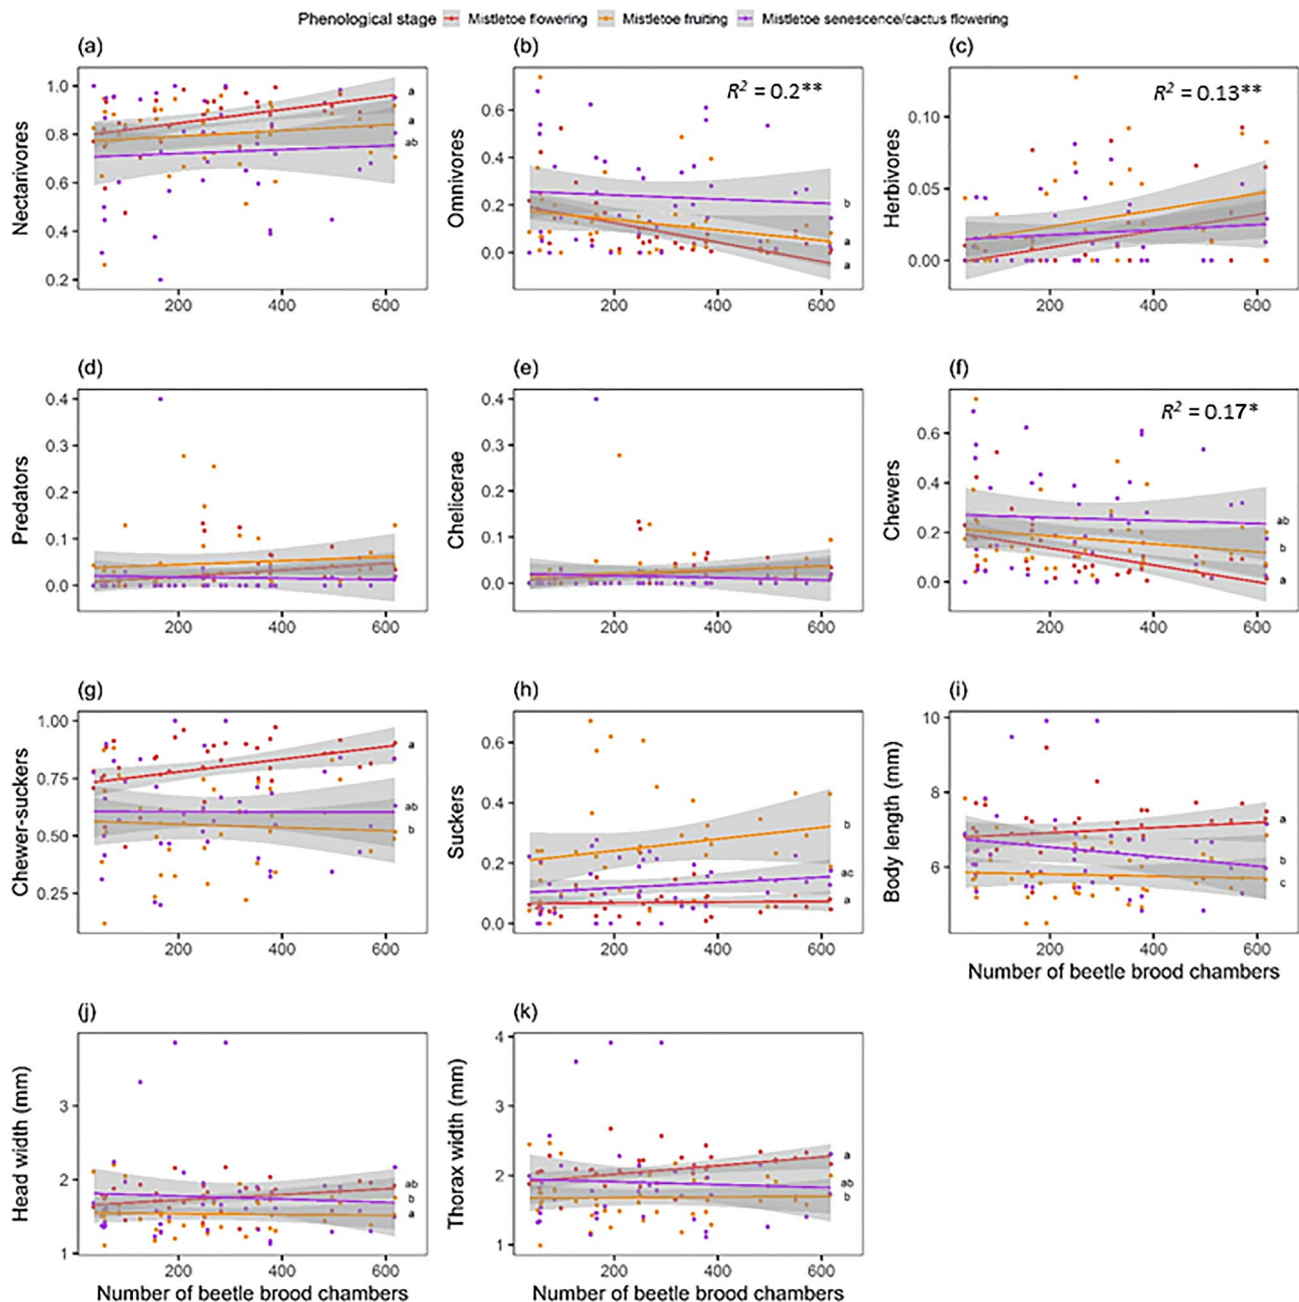 Phenological stage Mistletoe flowering Mistletoe fruiting Mistletoe senescence/cactus flowering
(a) (b) (c)
R² = 0.2** R² = 0.13**
Nectarivores
1.0
0.8
0.6
0.4
0.2
a
a
ab
200 400 600
Omnivores
0.6
0.4
0.2
0.0
b
a
a
200 400 600
Herbivores
0.10
0.05
0.00
200 400 600
(d) (e) (f)
R² = 0.17*
Predators
0.4
0.3
0.2
0.1
0.0
200 400 600
Chelicerae
0.4
0.3
0.2
0.1
0.0
200 400 600
Chewers
0.6
0.4
0.2
0.0
ab
b
a
200 400 600
(g) (h) (i)
Chewer-suckers
1.00
0.75
0.50
0.25
a
ab
b
200 400 600
Suckers
0.6
0.4
0.2
0.0
b
ac
a
200 400 600
Body length (mm)
10
8
6
a
b
c
200 400 600
Number of beetle brood chambers
(j) (k)
Head width (mm)
3
2
1
ab
b
a
200 400 600
Number of beetle brood chambers
Thorax width (mm)
4
3
2
1
a
ab
b
200 400 600
Number of beetle brood chambers